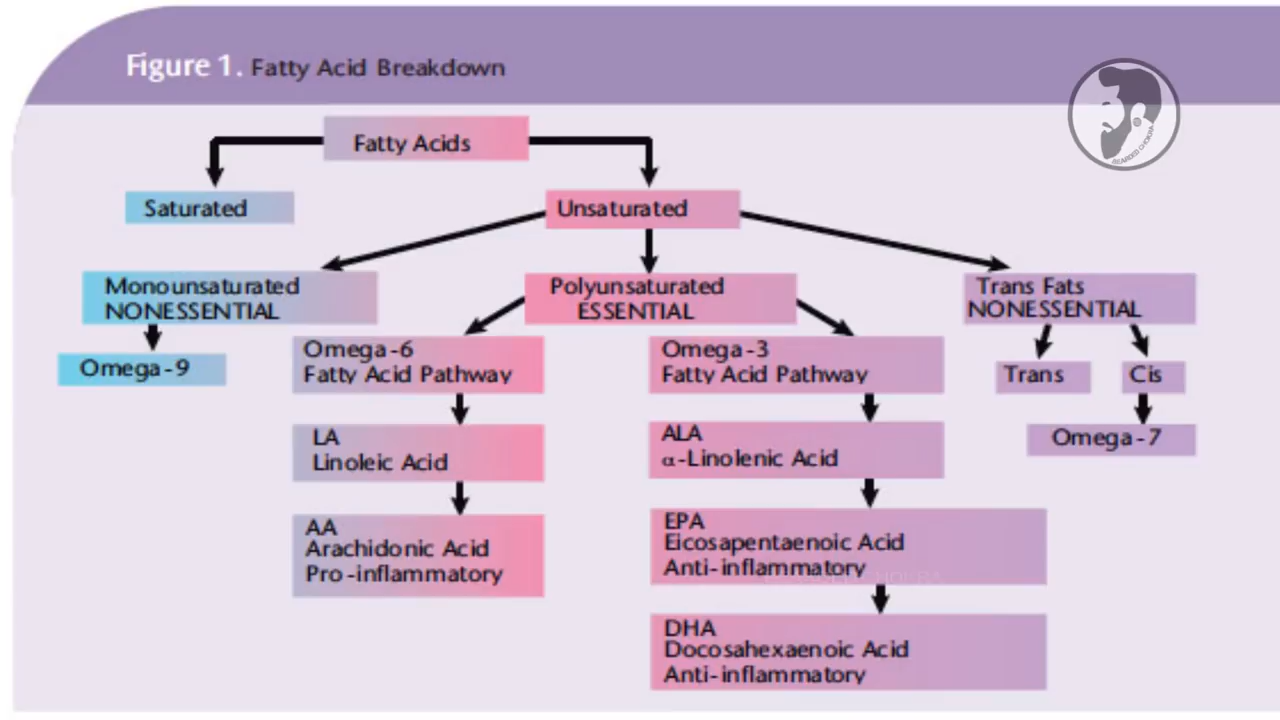 Figure 1. Fatty Acid Breakdown
Fatty Acids
Saturated
Unsaturated
Monounsaturated
NONESSENTIAL
Polyunsaturated
ESSENTIAL
Trans Fats
NONESSENTIAL
Omega-9
Omega-6
Fatty Acid Pathway
Omega-3
Fatty Acid Pathway
Trans
Cis
Omega-7
LA
Linoleic Acid
ALA
α-Linolenic Acid
AA
Arachidonic Acid
Pro-inflammatory
EPA
Eicosapentaenoic Acid
Anti-inflammatory
DHA
Docosahexaenoic Acid
Anti-inflammatory
BEARDED CHOKRA